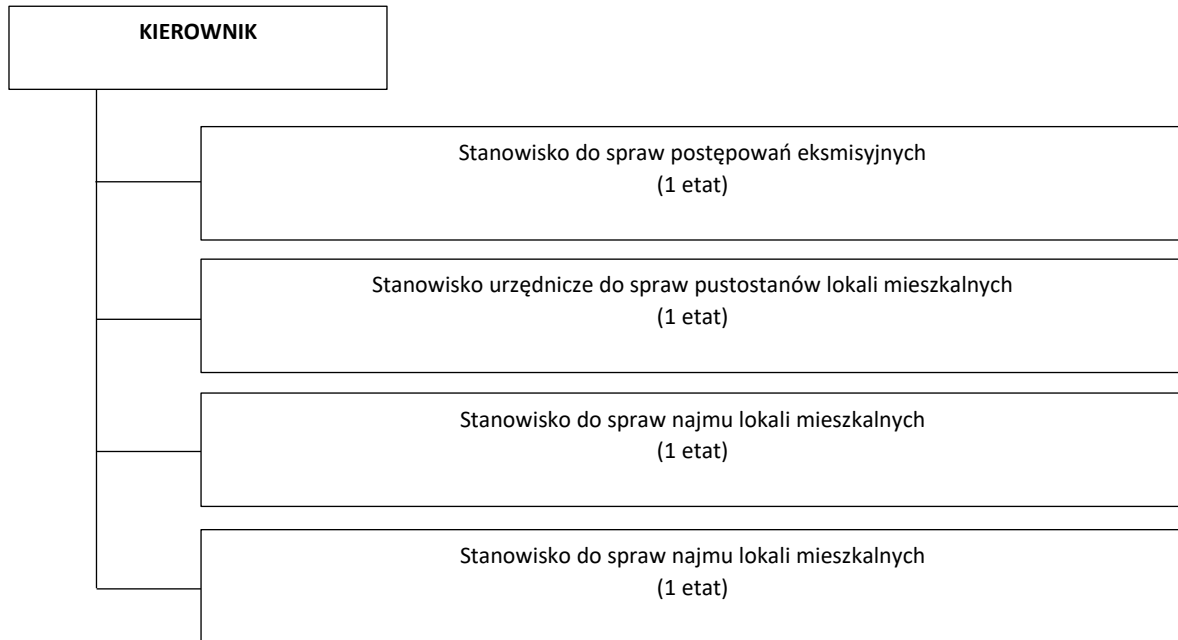 KIEROWNIK
Stanowisko do spraw postępowań eksmisyjnych
(1 etat)
Stanowisko urzędnicze do spraw pustostanów lokali mieszkalnych
(1 etat)
Stanowisko do spraw najmu lokali mieszkalnych
(1 etat)
Stanowisko do spraw najmu lokali mieszkalnych
(1 etat)